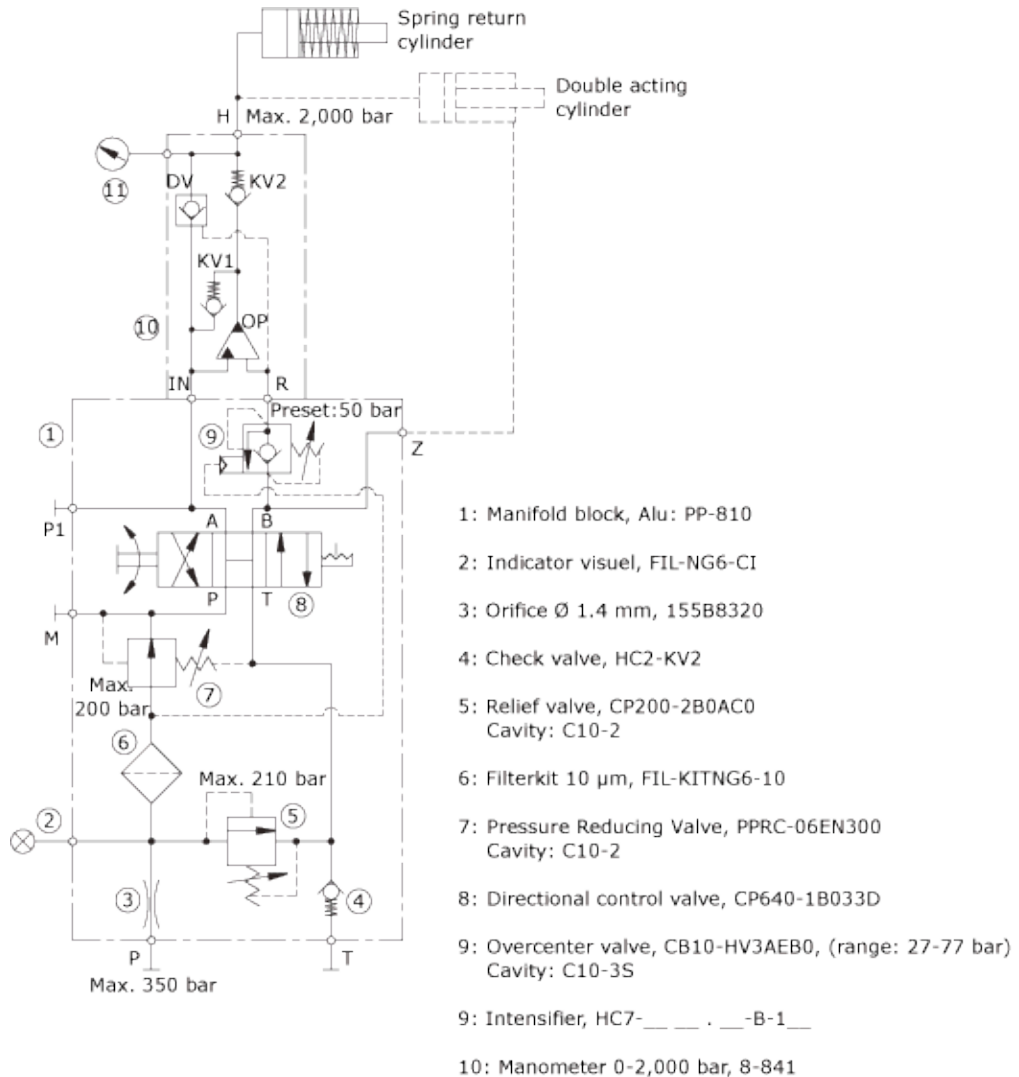 Spring return
cylinder
Double acting
cylinder
H
Max. 2,000 bar
11
DV
KV2
KV1
10
OP
IN
R
Preset:50 bar
1
9
Z
P1
A
B
P
T
8
M
Max.
200 bar
7
6
Max. 210 bar
2
5
3
4
P
T
Max. 350 bar
1: Manifold block, Alu: PP-810
2: Indicator visuel, FIL-NG6-CI
3: Orifice Ø 1.4 mm, 155B8320
4: Check valve, HC2-KV2
5: Relief valve, CP200-2B0AC0
Cavity: C10-2
6: Filterkit 10 µm, FIL-KITNG6-10
7: Pressure Reducing Valve, PPRC-06EN300
Cavity: C10-2
8: Directional control valve, CP640-1B033D
9: Overcenter valve, CB10-HV3AEB0, (range: 27-77 bar)
Cavity: C10-3S
9: Intensifier, HC7-__ __ . __-B-1__
10: Manometer 0-2,000 bar, 8-841